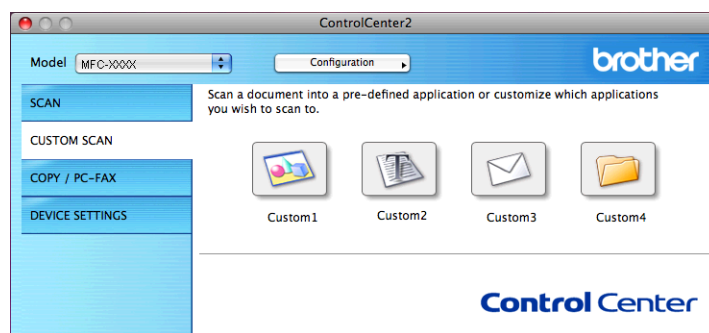 ControlCenter2
Model MFC-XXXX Configuration brother
SCAN
CUSTOM SCAN
COPY / PC-FAX
DEVICE SETTINGS
Scan a document into a pre-defined application or customize which applications
you wish to scan to.
Custom1 Custom2 Custom3 Custom4
Control Center